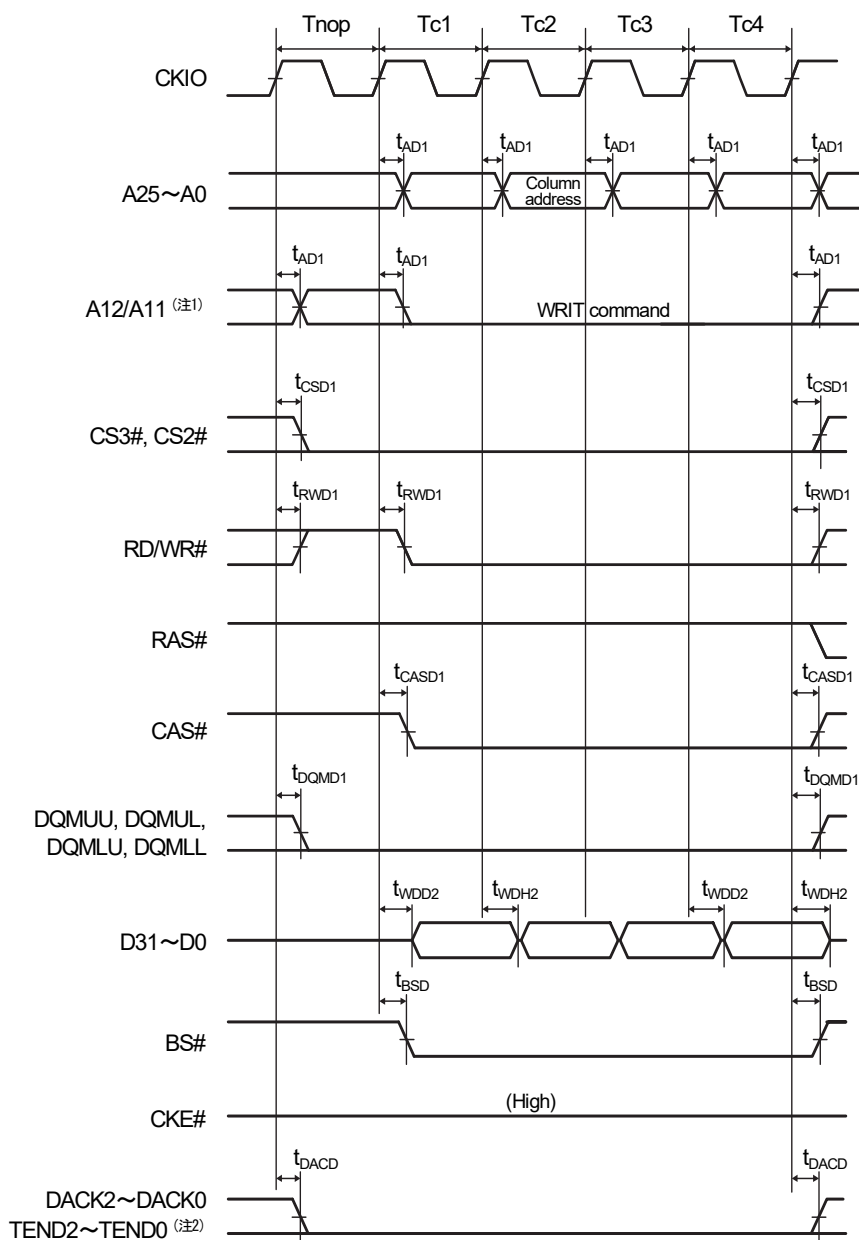 Tnop Tc1 Tc2 Tc3 Tc4
CKIO
tAD1 tAD1 tAD1 tAD1 tAD1
A25～A0
Column
address
tAD1 tAD1 tAD1
A12/A11 (注1)
WRIT command
tCSD1 tCSD1
CS3#, CS2#
tRWD1 tRWD1 tRWD1
RD/WR#
RAS#
tCASD1 tCASD1
CAS#
tDQMD1 tDQMD1
DQMUU, DQMUL,
DQMLU, DQMLL
tWDD2 tWDH2 tWDD2 tWDH2
D31～D0
tBSD tBSD
BS#
(High)
CKE#
tDACD tDACD
DACK2～DACK0
TEND2～TEND0 (注2)